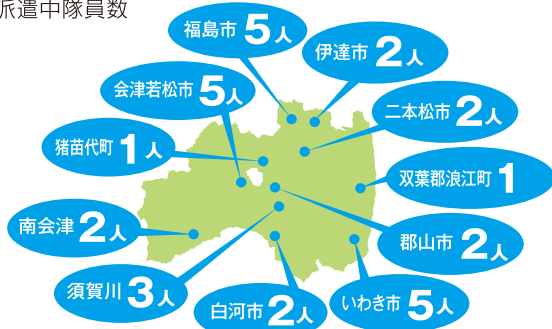 派遣中隊員数
福島市5人
伊達市2人
会津若松市5人
二本松市2人
猪苗代町1人
双葉郡浪江町1
南会津2人
郡山市2人
須賀川3人
白河市2人
いわき市5人